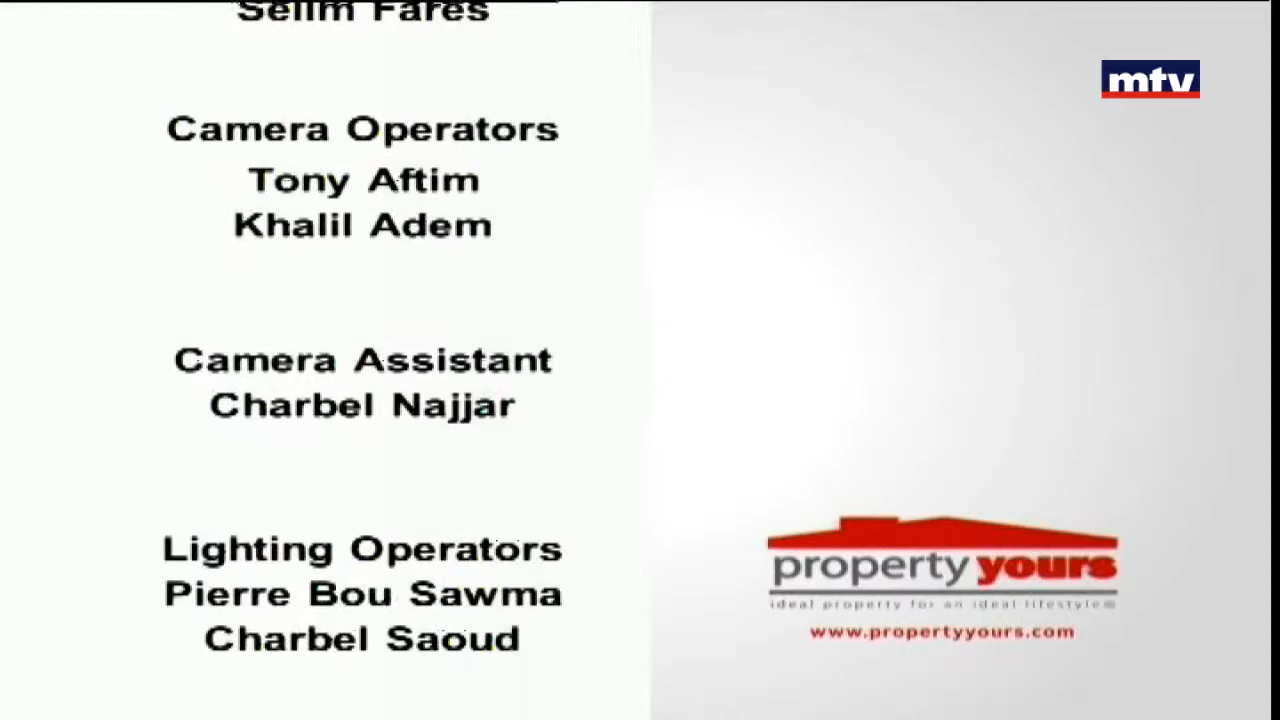 Selim Fares
Camera Operators
Tony Aftim
Khalil Adem
Camera Assistant
Charbel Najjar
Lighting Operators
Pierre Bou Sawma
Charbel Saoud
mtv
property yours
ideal property for an ideal lifestyle®
www.propertyyours.com